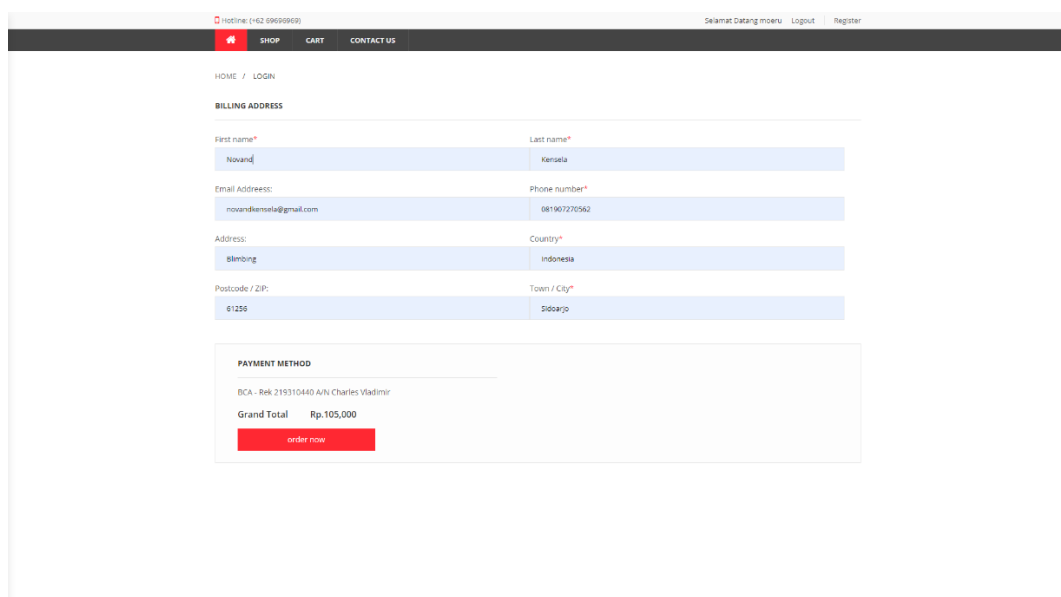 Hotline: (+62 69696969) Selamat Datang moeru Logout Register
SHOP CART CONTACT US
HOME / LOGIN
BILLING ADDRESS
First name* Last name*
Novand Kensela
Email Addreess: Phone number*
novandkensela@gmail.com 081907270562
Address: Country*
Blimbing Indonesia
Postcode / ZIP: Town / City*
61256 Sidoarjo
PAYMENT METHOD
BCA - Rek 219310440 A/N Charles Vladimir
Grand Total Rp.105,000
order now